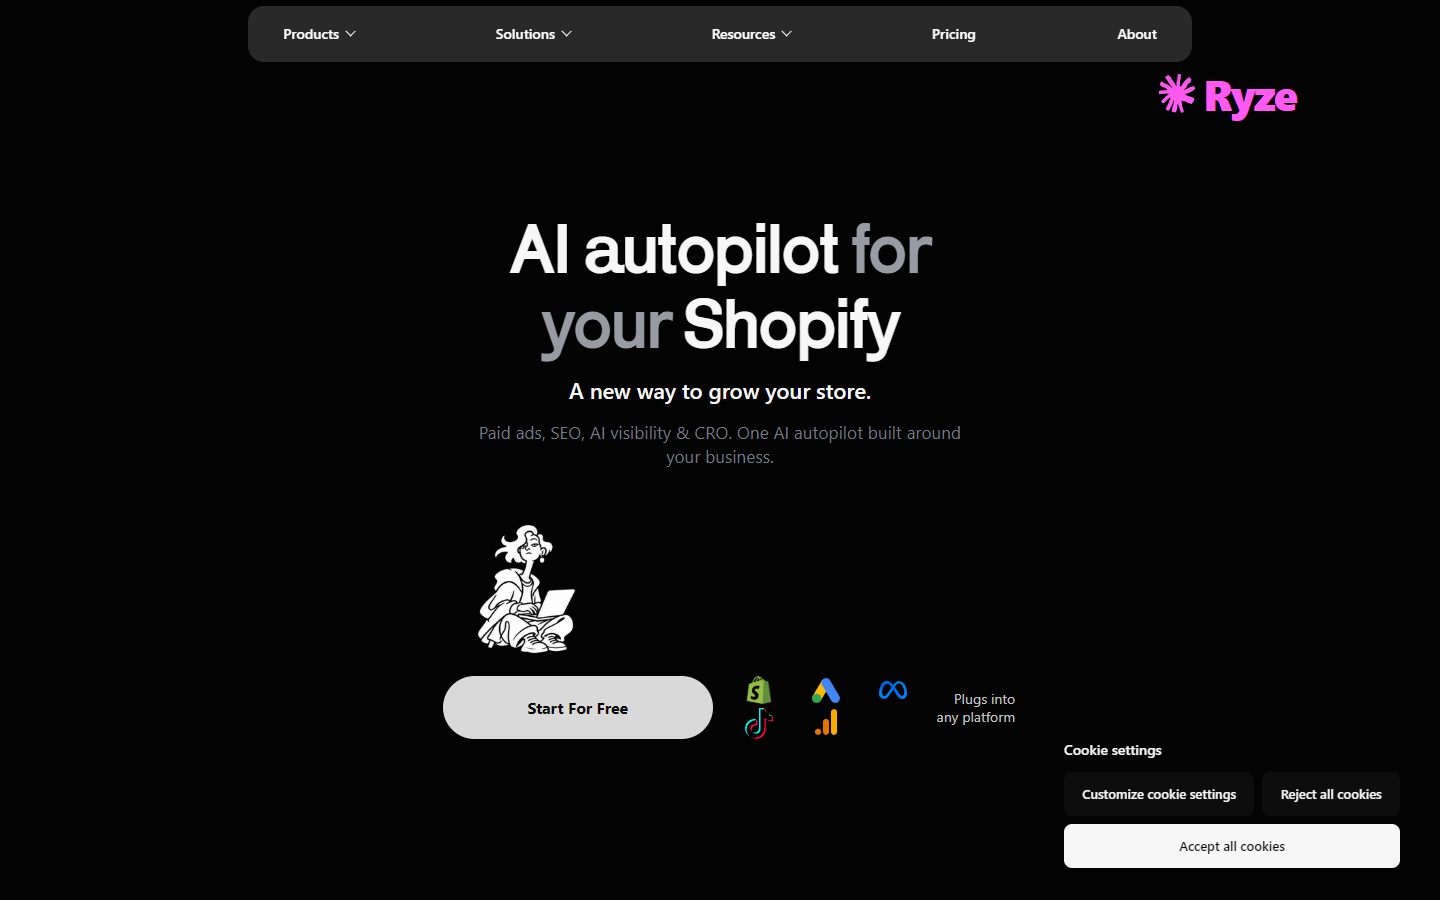 Products
Solutions
Resources
Pricing
About
Ryze
AI autopilot for
your Shopify
A new way to grow your store.
Paid ads, SEO, AI visibility & CRO. One AI autopilot built around
your business.
Start For Free
Plugs into
any platform
Cookie settings
Customize cookie settings
Reject all cookies
Accept all cookies